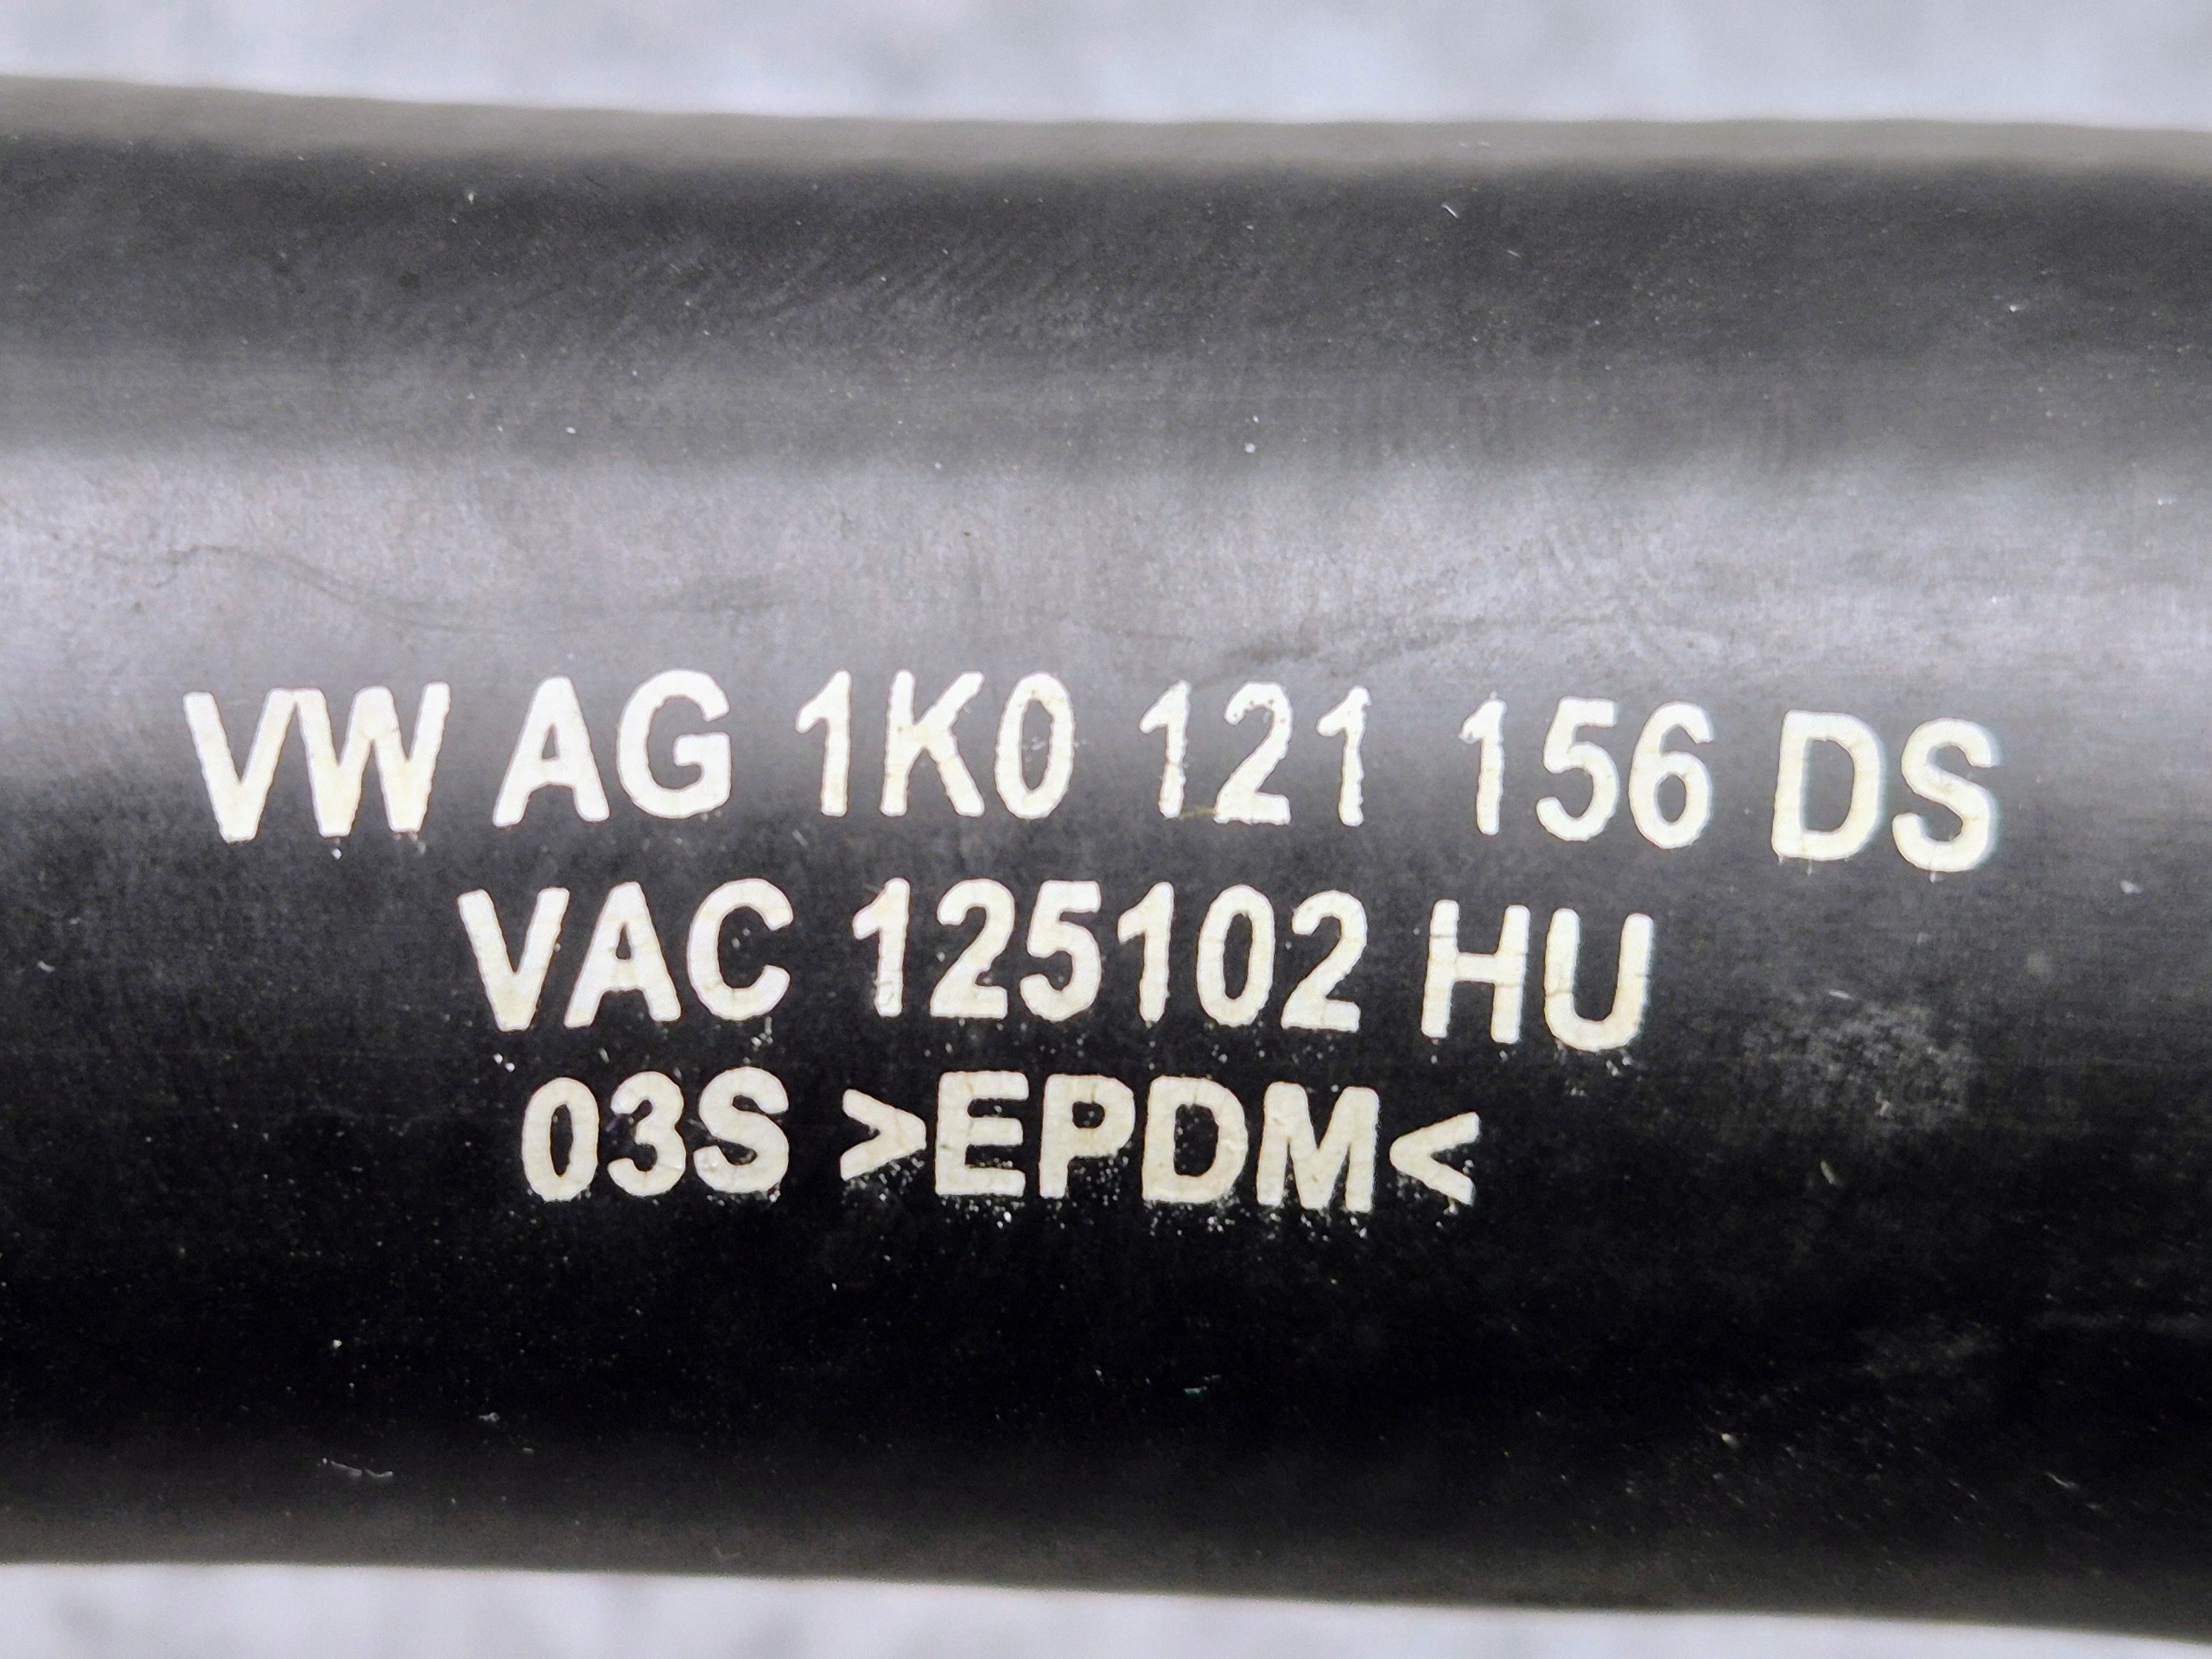 VW AG 1K0 121 156 DS
VAC 125102 HU
03S >EPDM<